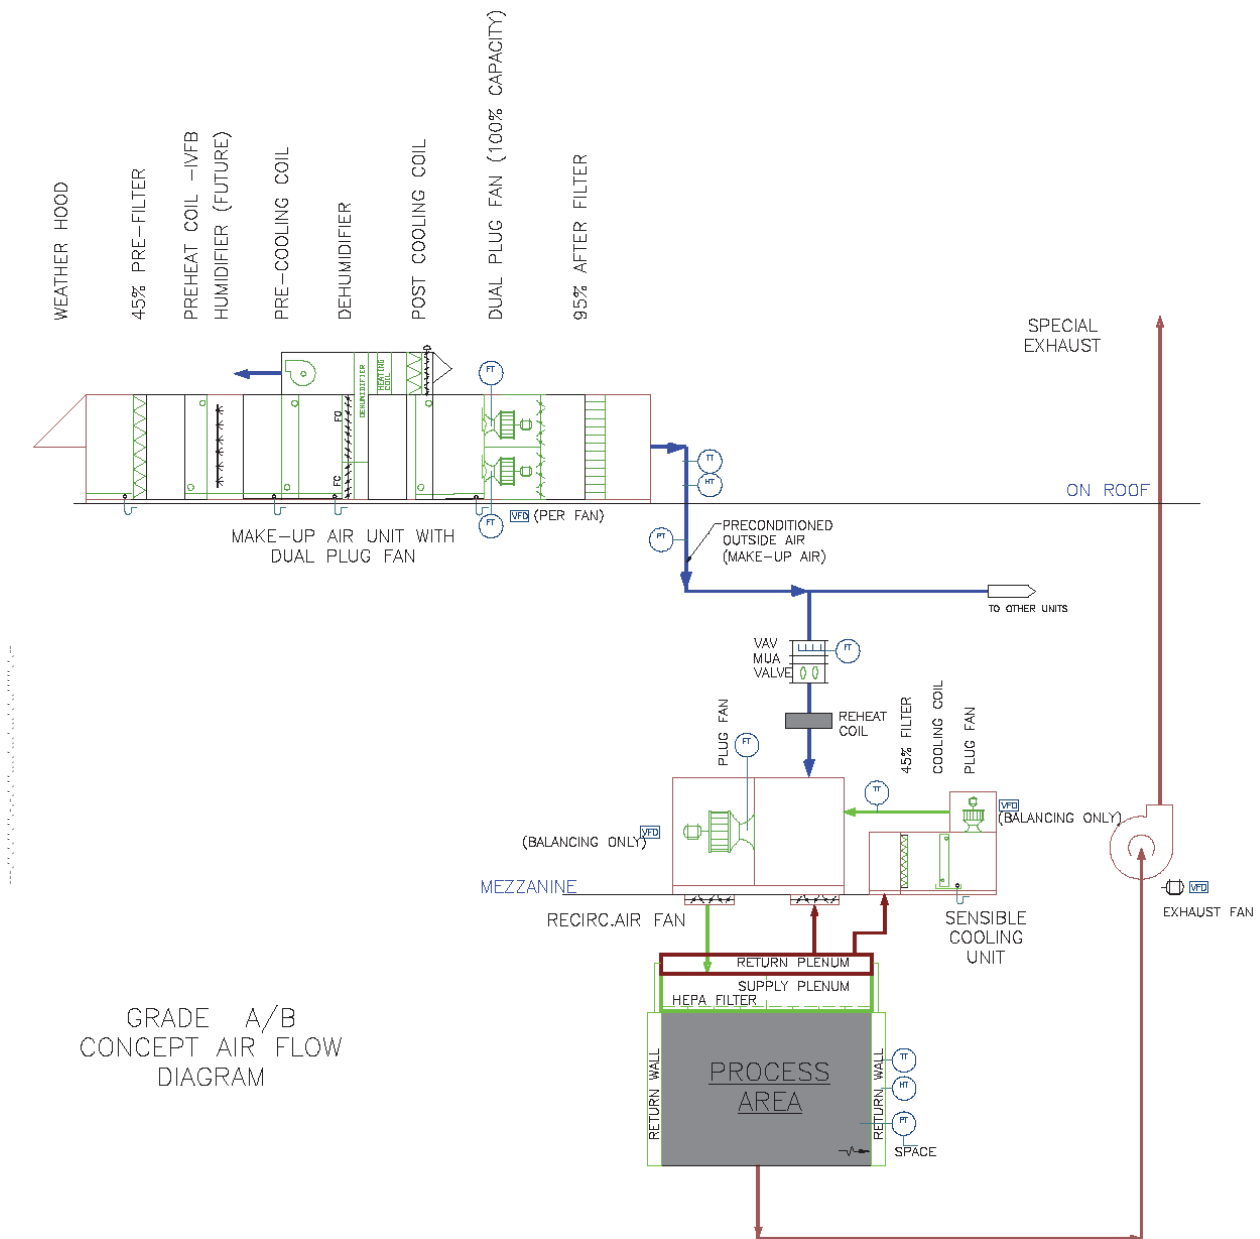 WEATHER HOOD
45% PRE-FILTER
PREHEAT COIL -IVFB
HUMIDIFIER (FUTURE)
PRE-COOLING COIL
DEHUMIDIFIER
POST COOLING COIL
DUAL PLUG FAN (100% CAPACITY)
95% AFTER FILTER
SPECIAL
EXHAUST
DEHUMIDIFIER
HEATING
COIL
FT
FO
FC
TT
HT
ON ROOF
FT
VFD (PER FAN)
MAKE-UP AIR UNIT WITH
DUAL PLUG FAN
PRECONDITIONED
OUTSIDE AIR
(MAKE-UP AIR)
PT
TO OTHER UNITS
VAV
MUA
VALVE
FT
REHEAT
COIL
PLUG FAN
FT
45% FILTER
COOLING COIL
PLUG FAN
TT
VFD
(BALANCING ONLY)
VFD
(BALANCING ONLY)
MEZZANINE
VFD
EXHAUST FAN
RECIRC.AIR FAN
SENSIBLE
COOLING
UNIT
RETURN PLENUM
SUPPLY PLENUM
HEPA FILTER
GRADE A/B
CONCEPT AIR FLOW
DIAGRAM
RETURN WALL
PROCESS
AREA
RETURN WALL
TT
HT
PT
SPACE